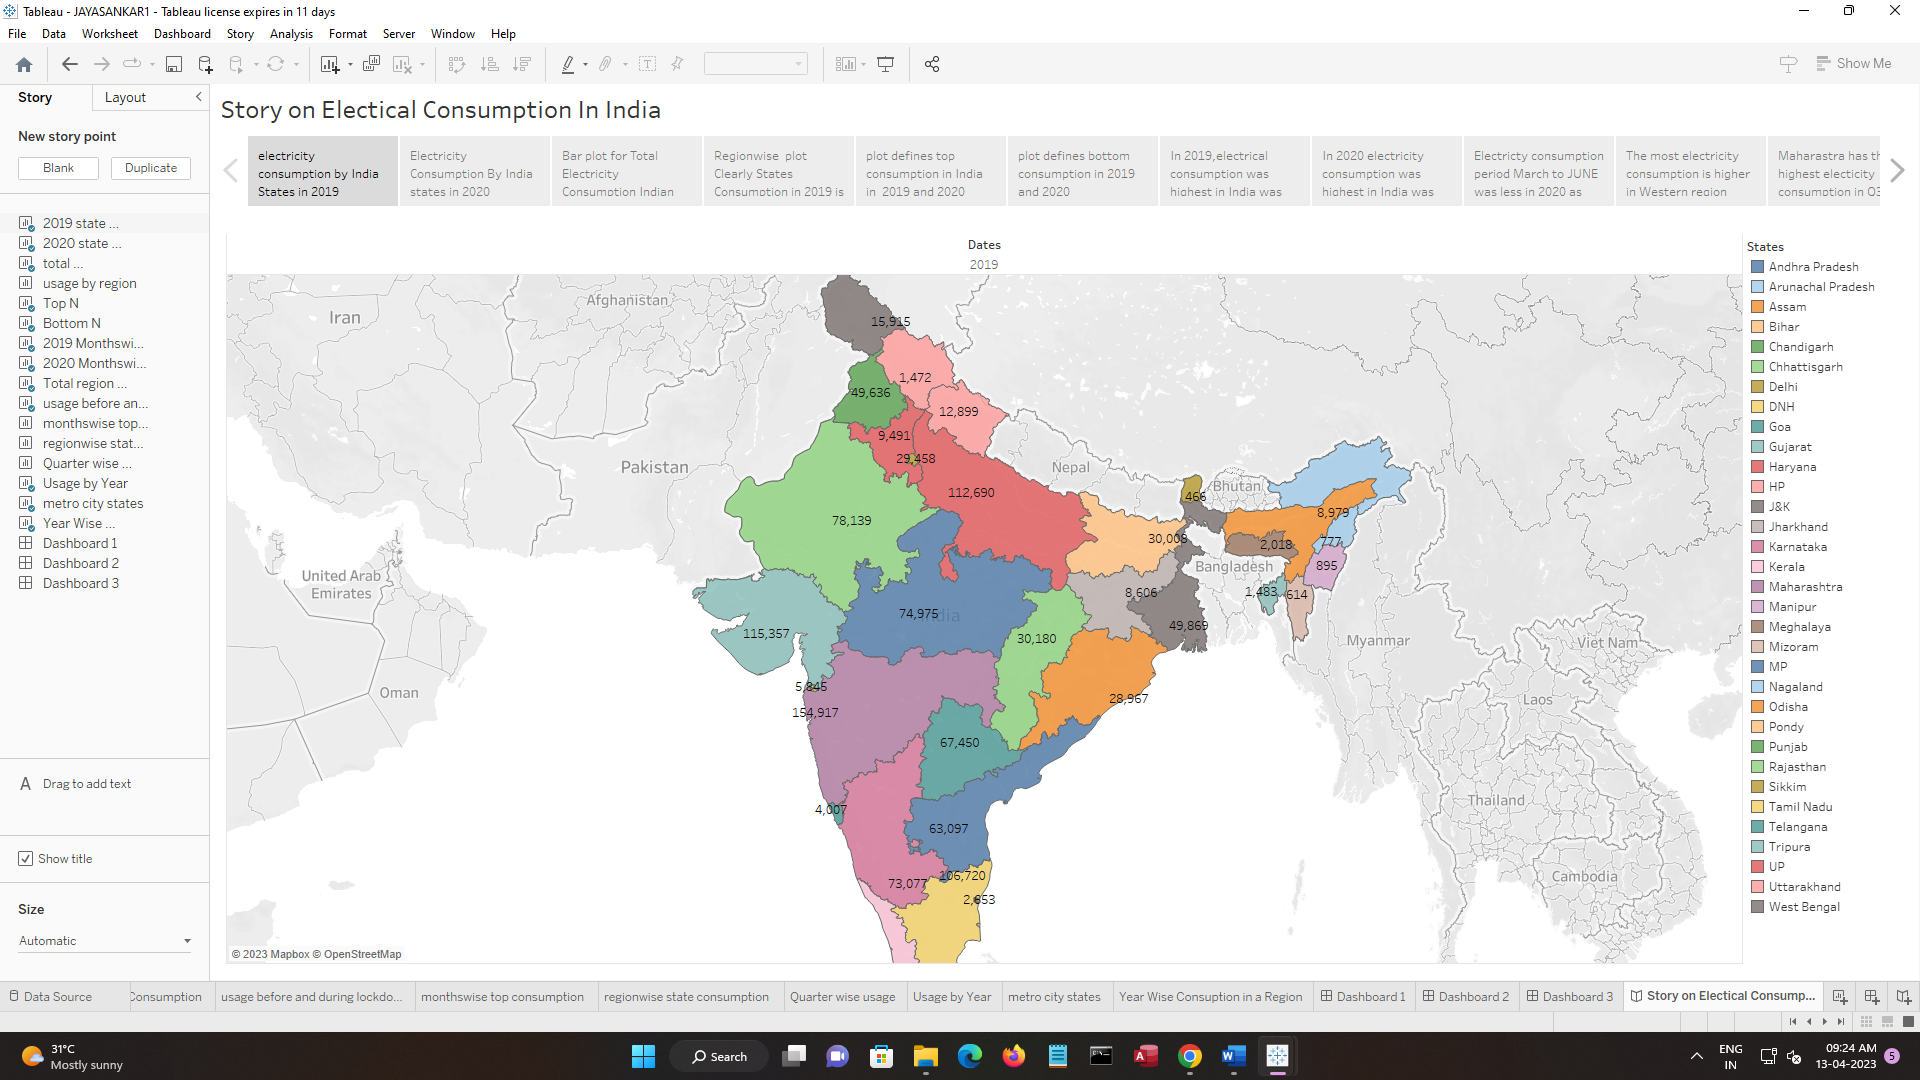 Tableau - JAYASANKAR1 - Tableau license expires in 11 days
File Data Worksheet Dashboard Story Analysis Format Server Window Help
Show Me
Story Layout
New story point
Blank Duplicate
2019 state ...
2020 state ...
total ...
usage by region
Top N
Bottom N
2019 Monthswi...
2020 Monthswi...
Total region ...
usage before an...
monthswise top...
regionwise stat...
Quarter wise ...
Usage by Year
metro city states
Year Wise ...
Dashboard 1
Dashboard 2
Dashboard 3
A Drag to add text
Show title
Size
Automatic
Story on Electical Consumption In India
electricity
consumption by India
States in 2019
Electricity
Consumption By India
states in 2020
Bar plot for Total
Electricity
Consumption Indian
Regionwise plot
Clearly States
Consumption in 2019 is
plot defines top
consumption in India
in 2019 and 2020
plot defines bottom
consumption in 2019
and 2020
In 2019,electrical
consumption was
highest in India was
In 2020 electricity
consumption was
highest in India was
Electricty consumption
period March to JUNE
was less in 2020 as
The most electricity
consumption is higher
in Western region
Maharastra has th
highest electicity
consumption in Q3
Dates
2019
Afghanistan
Iran
15,915
1,472
49,636
12,899
9,491
29,458
Pakistan
Nepal
112,690
466
Bhutan
8,979
78,139
30,008
2,018
777
Bangladesh
895
United Arab
Emirates
8,606
1,483
614
74,975
India
49,869
115,357
30,180
Myanmar
Viet Nam
Oman
5,845
28,967
Laos
154,917
67,450
Thailand
4,007
63,097
106,720
Cambodia
73,077
2,653
© 2023 Mapbox © OpenStreetMap
States
Andhra Pradesh
Arunachal Pradesh
Assam
Bihar
Chandigarh
Chhattisgarh
Delhi
DNH
Goa
Gujarat
Haryana
HP
J&K
Jharkhand
Karnataka
Kerala
Maharashtra
Manipur
Meghalaya
Mizoram
MP
Nagaland
Odisha
Pondy
Punjab
Rajasthan
Sikkim
Tamil Nadu
Telangana
Tripura
UP
Uttarakhand
West Bengal
Data Source Consumption usage before and during lockdo... monthswise top consumption regionwise state consumption Quarter wise usage Usage by Year metro city states Year Wise Consuption in a Region Dashboard 1 Dashboard 2 Dashboard 3 Story on Electical Consump...
31°C
Mostly sunny
Search
ENG
IN
09:24 AM
13-04-2023
5